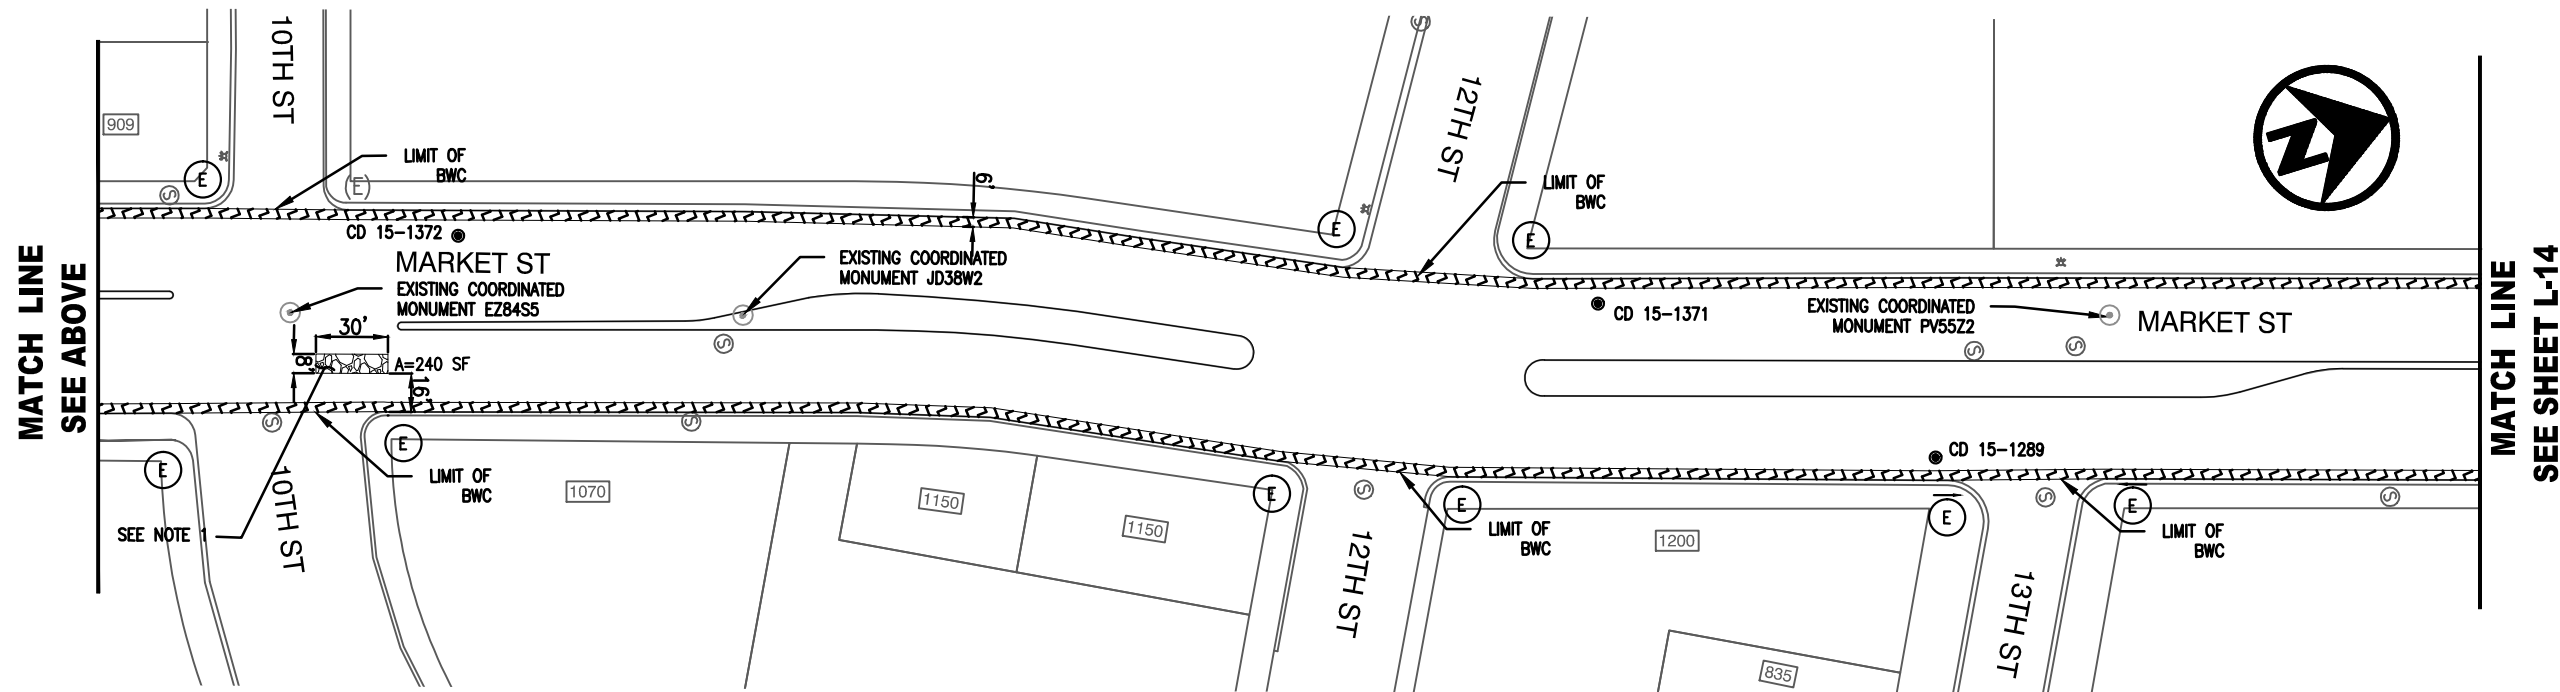 MATCH LINE
SEE ABOVE
909
10TH ST
E
S
(E)
LIMIT OF
BWC
CD 15-1372
MARKET ST
EXISTING COORDINATED
MONUMENT EZ84S5
30'
8'
A=240 SF
16'
6'
EXISTING COORDINATED
MONUMENT JD38W2
S
S
12TH ST
E
E
LIMIT OF
BWC
CD 15-1371
EXISTING COORDINATED
MONUMENT PV55Z2
MARKET ST
S
S
N
MATCH LINE
SEE SHEET L-14
E
S
10TH ST
SEE NOTE 1
E
LIMIT OF
BWC
S
1070
1150
1150
E
S
12TH ST
E
LIMIT OF
BWC
1200
835
CD 15-1289
E
S
13TH ST
E
LIMIT OF
BWC
S